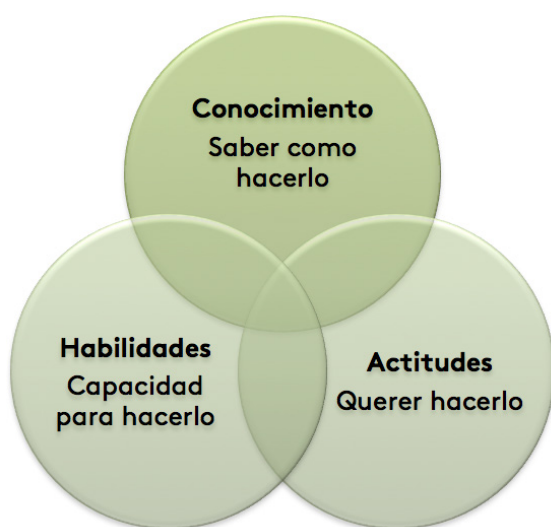 Conocimiento
Saber como
hacerlo
Habilidades
Capacidad
para hacerlo
Actitudes
Querer hacerlo